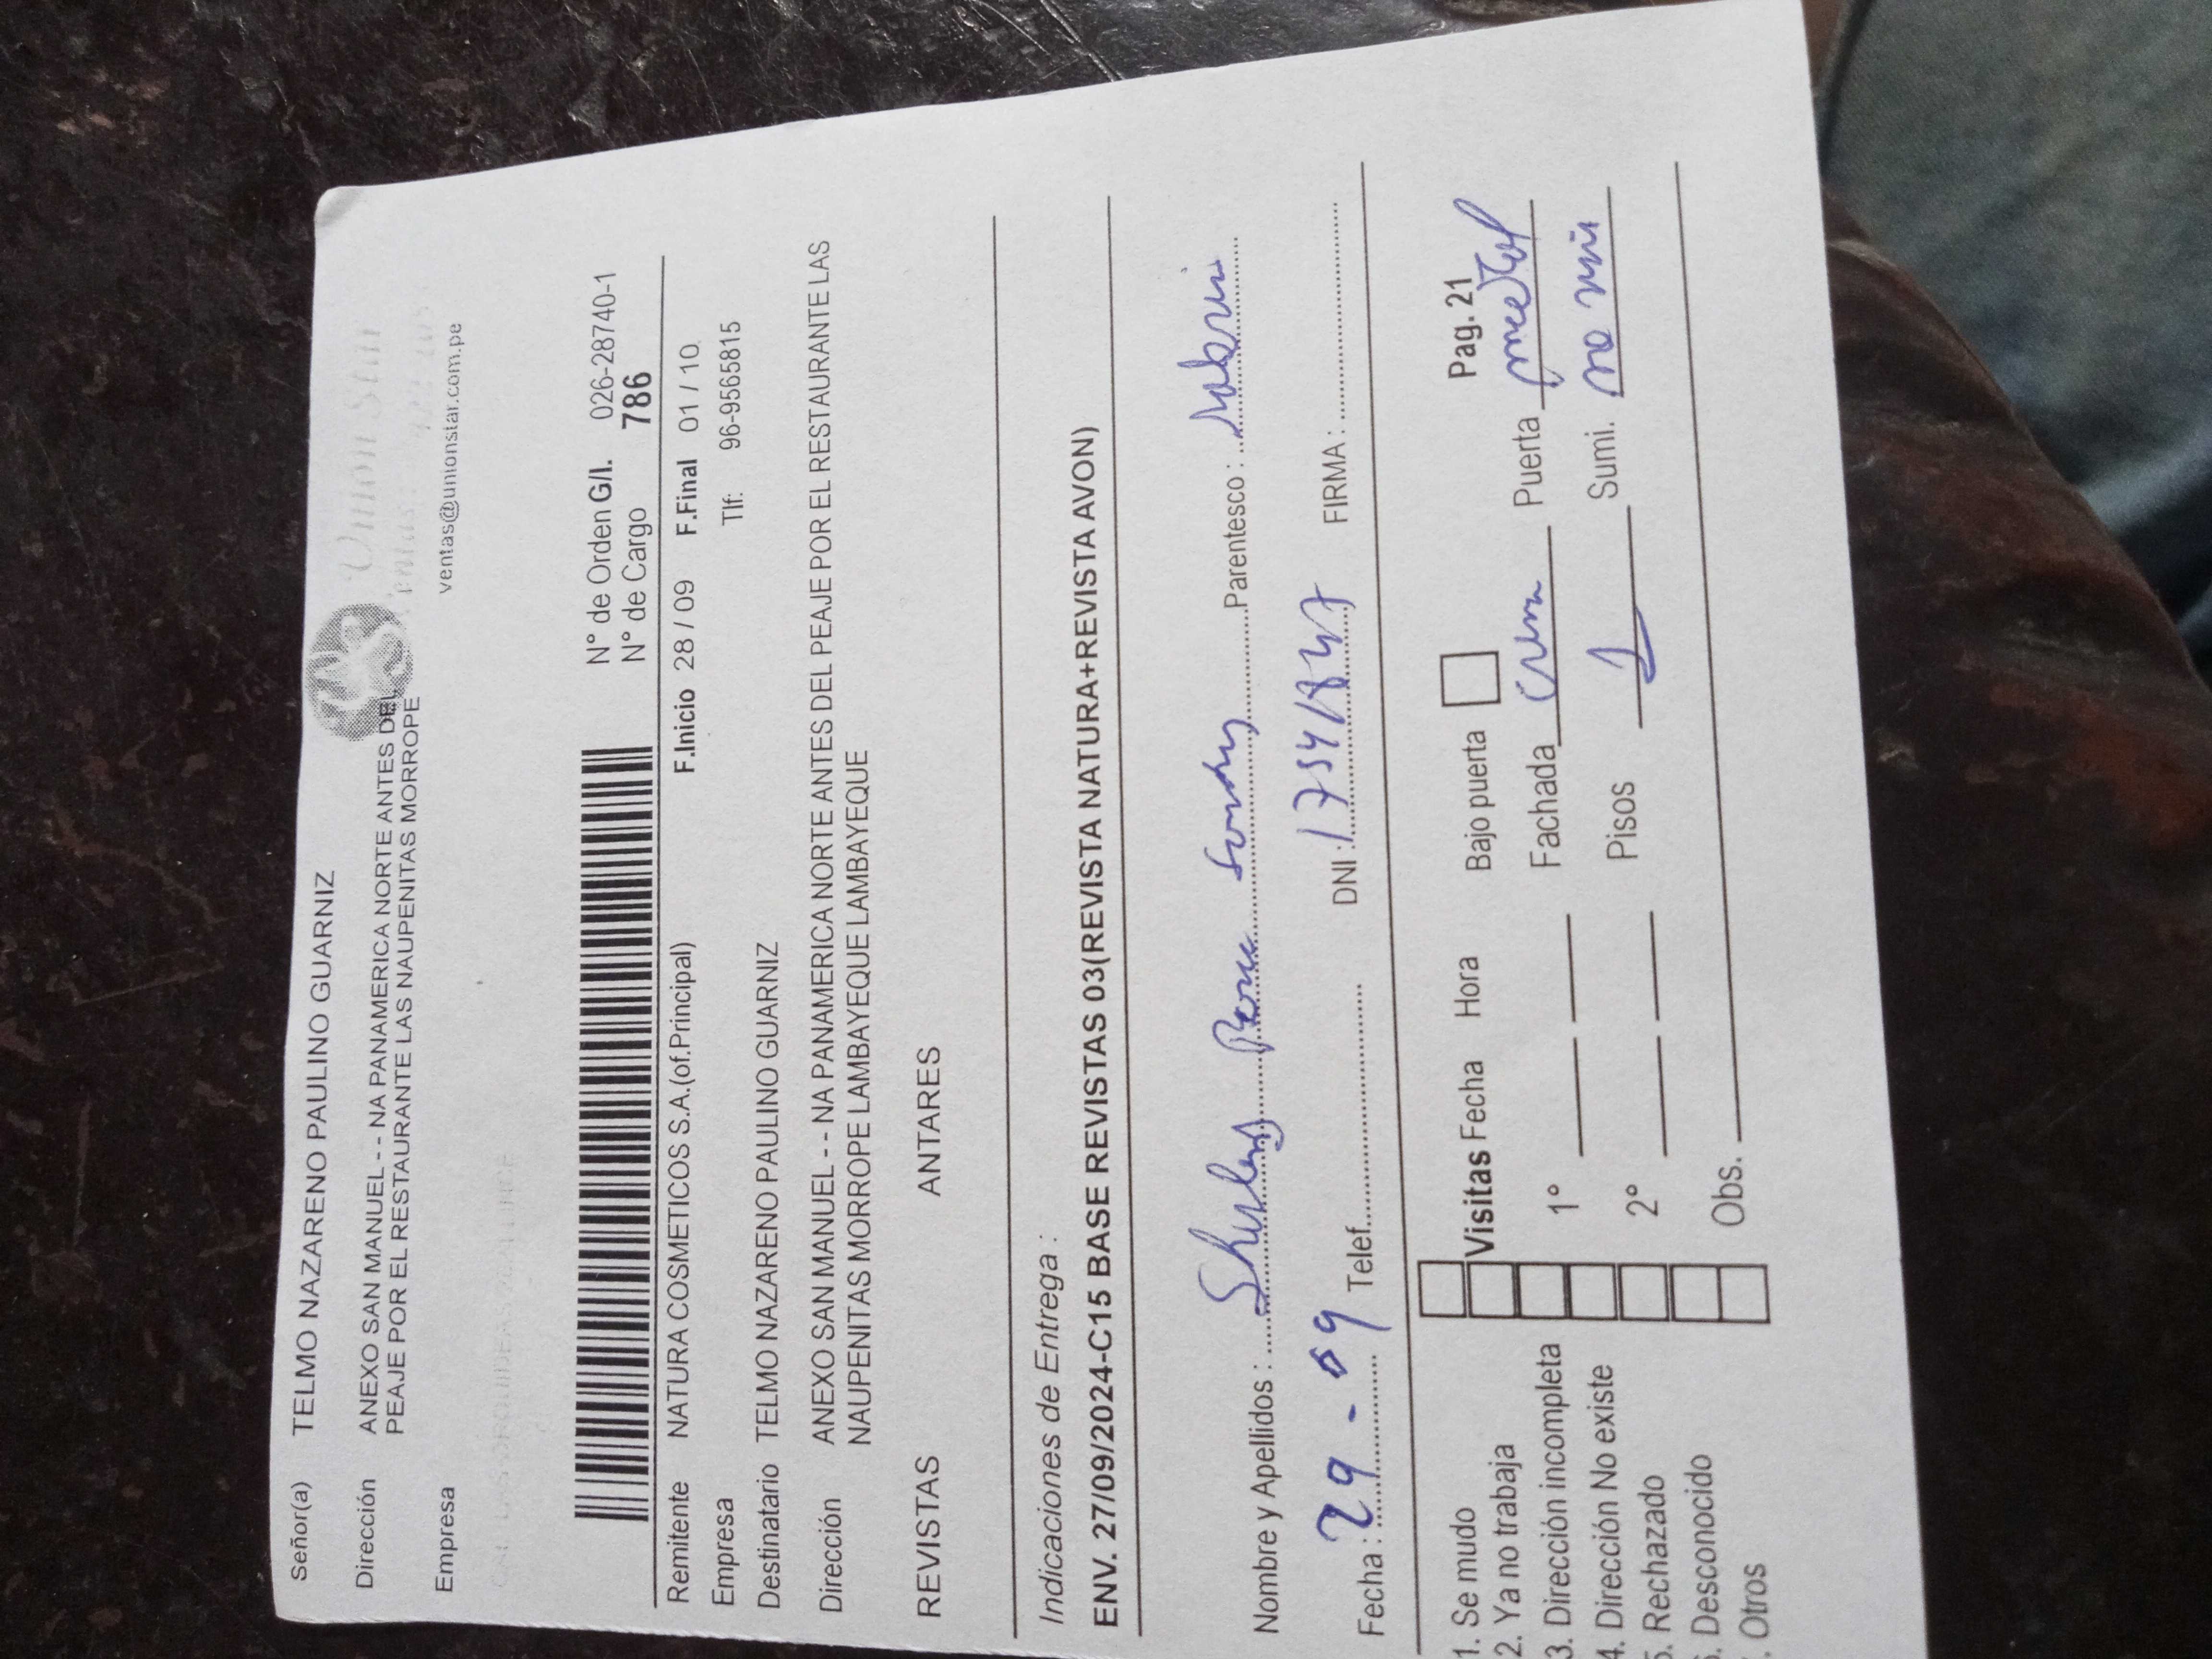 Señor(a) TELMO NAZARENO PAULINO GUARNIZ
Dirección ANEXO SAN MANUEL - - NA PANAMERICA NORTE ANTES DEL
PEAJE POR EL RESTAURANTE LAS NAUPENITAS MORROPE
Union Star
ventas@unionstar.com.pe
Empresa
N° de Orden G/I. 026-28740-1
N° de Cargo 786
Remitente NATURA COSMETICOS S.A.(of.Principal) F.Inicio 28 / 09 F.Final 01 / 10
Empresa Tlf: 96-9565815
Destinatario TELMO NAZARENO PAULINO GUARNIZ
Dirección ANEXO SAN MANUEL - - NA PANAMERICA NORTE ANTES DEL PEAJE POR EL RESTAURANTE LAS
NAUPENITAS MORROPE LAMBAYEQUE LAMBAYEQUE
REVISTAS ANTARES
Indicaciones de Entrega :
ENV. 27/09/2024-C15 BASE REVISTAS 03(REVISTA NATURA+REVISTA AVON)
Nombre y Apellidos : Parentesco :
Fecha : 29 - 09 Telef. DNI : FIRMA :
Pag. 21
1. Se mudo
2. Ya no trabaja
3. Dirección incompleta
4. Dirección No existe
5. Rechazado
6. Desconocido
. Otros
Visitas Fecha Hora Bajo puerta
1° Fachada Puerta
2° Pisos 1 Sumi.
Obs.